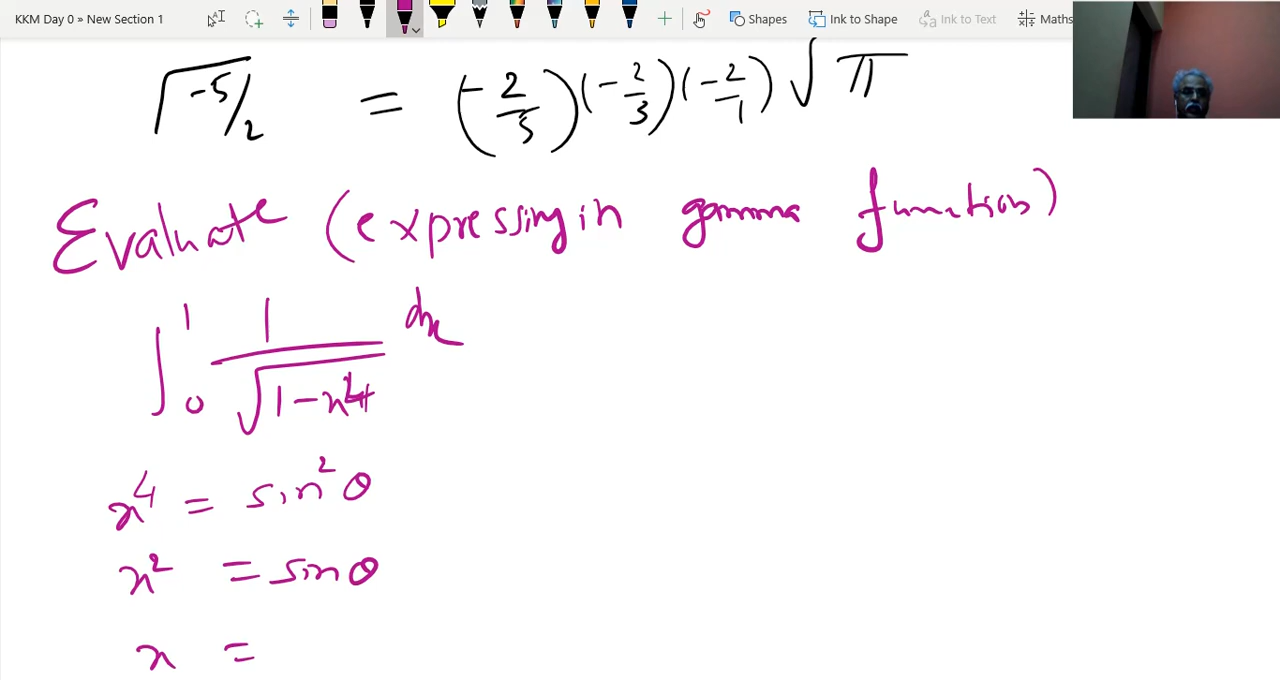 KKM Day 0 » New Section 1
Shapes
Ink to Shape
Ink to Text
Maths
Γ-5/2 = (-2/5)(-2/3)(-2/1)√π
Evaluate (expressing in gamma function)
∫₀¹ 1/√(1-x⁴) dx
x⁴ = sin²θ
x² = sinθ
x =